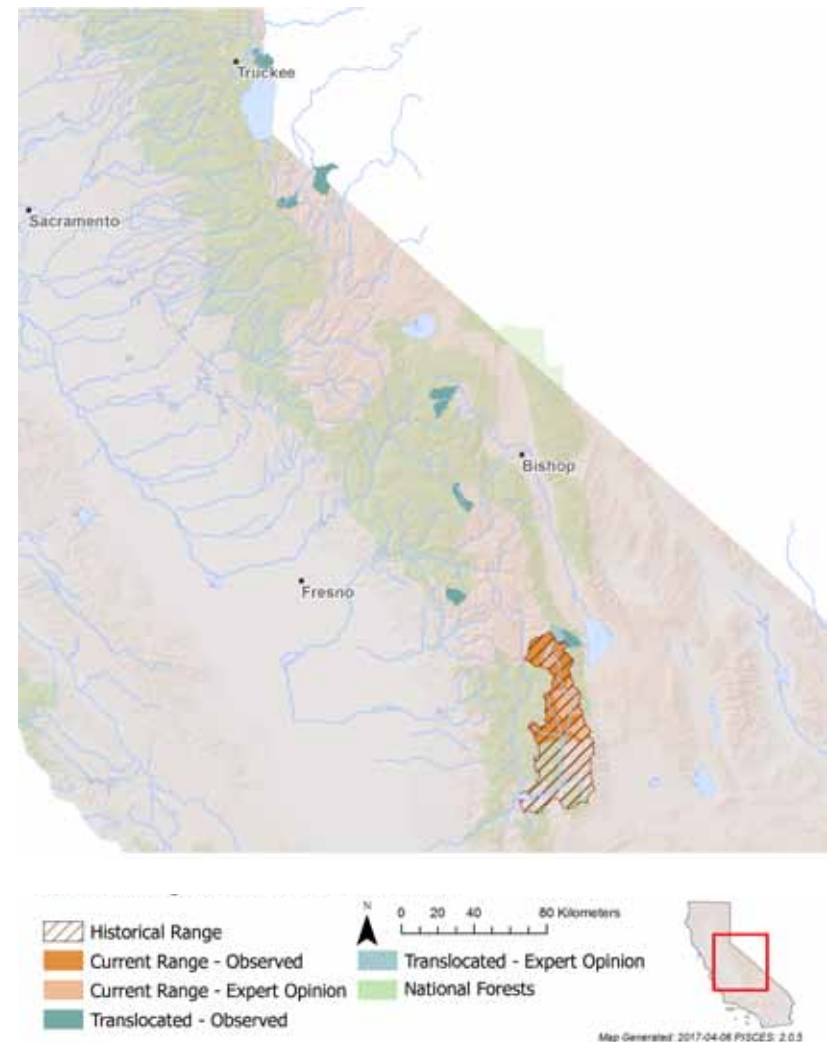 Truckee
Sacramento
Bishop
Fresno
N
0 20 40 80 Kilometers
Historical Range
Current Range - Observed
Current Range - Expert Opinion
Translocated - Observed
Translocated - Expert Opinion
National Forests
Map Generated: 2017-04-06 PISCES: 2.0.5